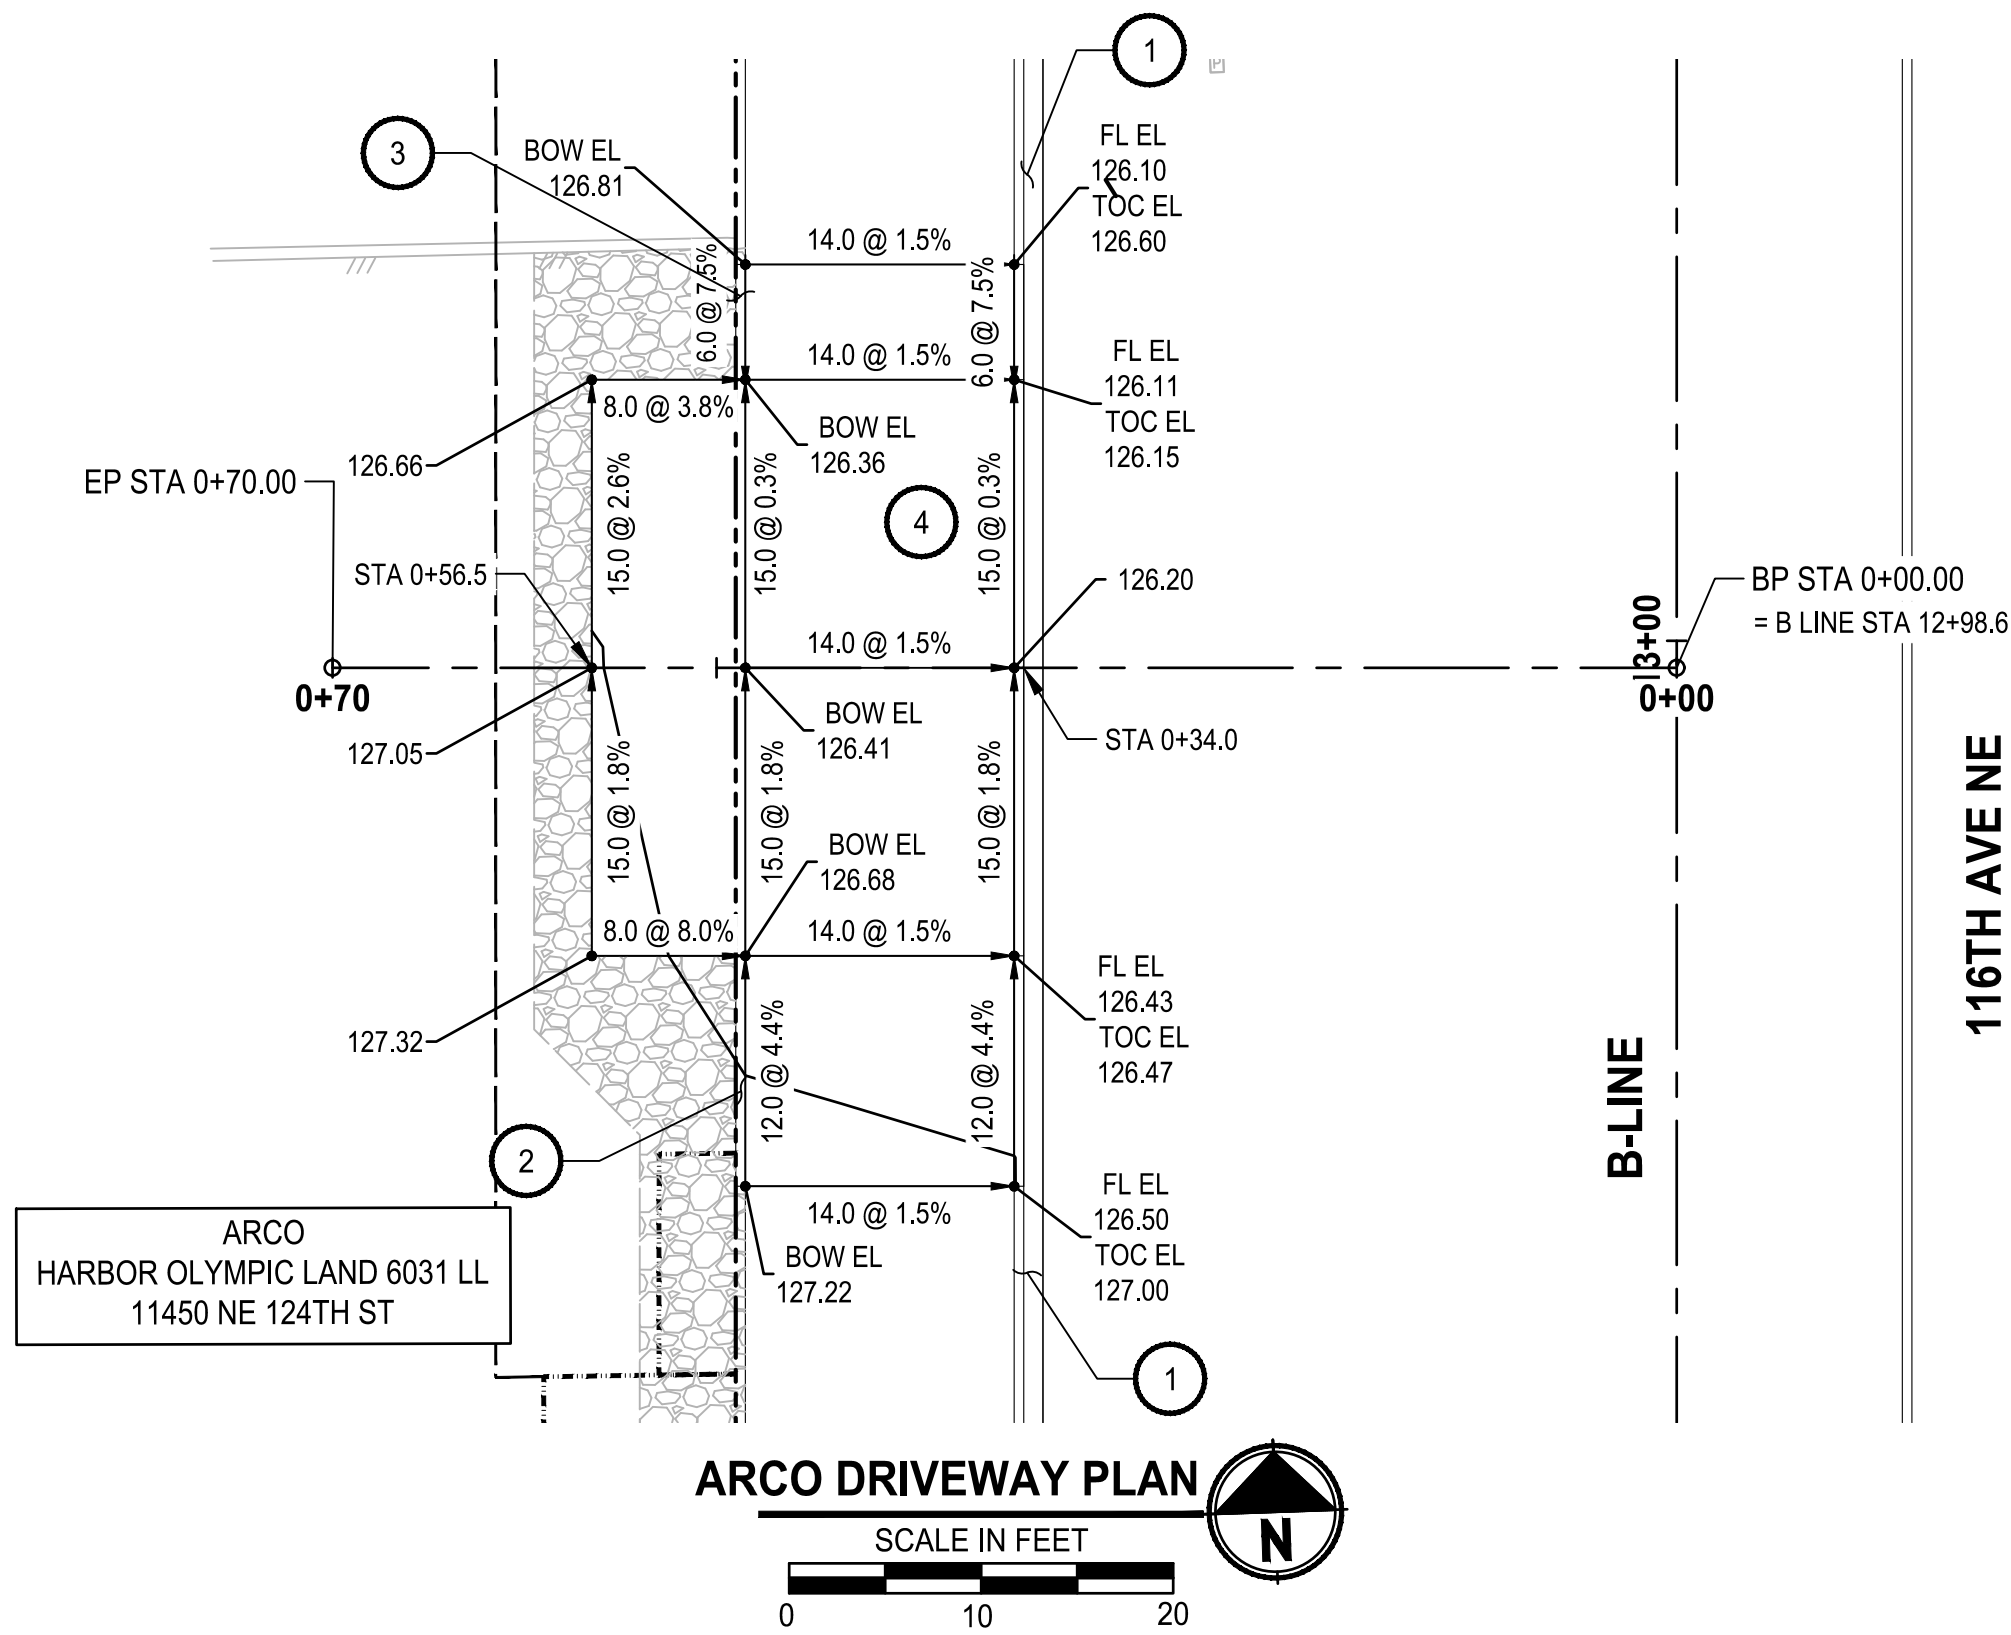 1
P
3
BOW EL
126.81
FL EL
126.10
TOC EL
126.60
14.0 @ 1.5%
6.0 @ 7.5%
6.0 @ 7.5%
14.0 @ 1.5%
FL EL
126.11
TOC EL
126.15
8.0 @ 3.8%
BOW EL
126.36
126.66
EP STA 0+70.00
15.0 @ 2.6%
15.0 @ 0.3%
4
15.0 @ 0.3%
STA 0+56.5
126.20
BP STA 0+00.00
= B LINE STA 12+98.6
13+00
14.0 @ 1.5%
0+70
0+00
BOW EL
126.41
STA 0+34.0
127.05
15.0 @ 1.8%
15.0 @ 1.8%
15.0 @ 1.8%
116TH AVE NE
BOW EL
126.68
8.0 @ 8.0%
14.0 @ 1.5%
FL EL
126.43
TOC EL
126.47
127.32
12.0 @ 4.4%
12.0 @ 4.4%
B-LINE
2
14.0 @ 1.5%
FL EL
126.50
TOC EL
127.00
BOW EL
127.22
ARCO
HARBOR OLYMPIC LAND 6031 LL
11450 NE 124TH ST
1
ARCO DRIVEWAY PLAN
N
SCALE IN FEET
0 10 20